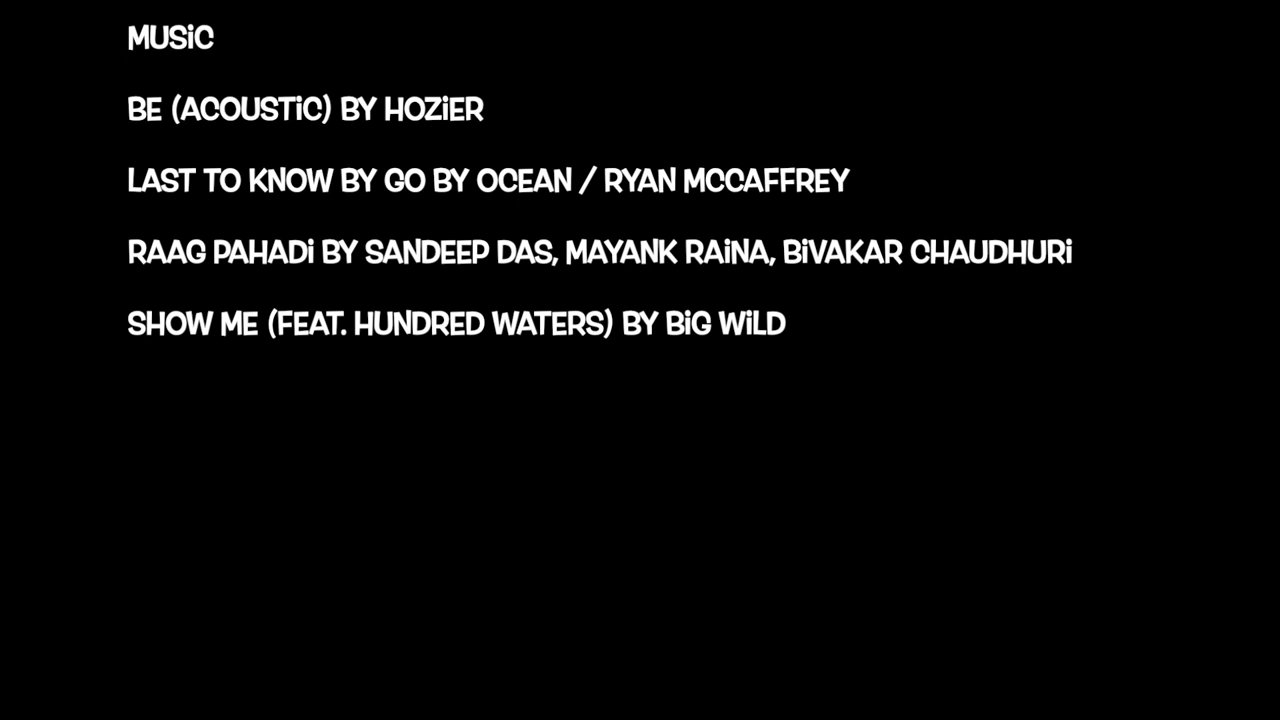 MUSiC
BE (ACOUSTiC) BY HOZiER
LAST TO KNOW BY GO BY OCEAN / RYAN MCCAFFREY
RAAG PAHADi BY SANDEEP DAS, MAYANK RAiNA, BiVAKAR CHAUDHURi
SHOW ME (FEAT. HUNDRED WATERS) BY BiG WiLD